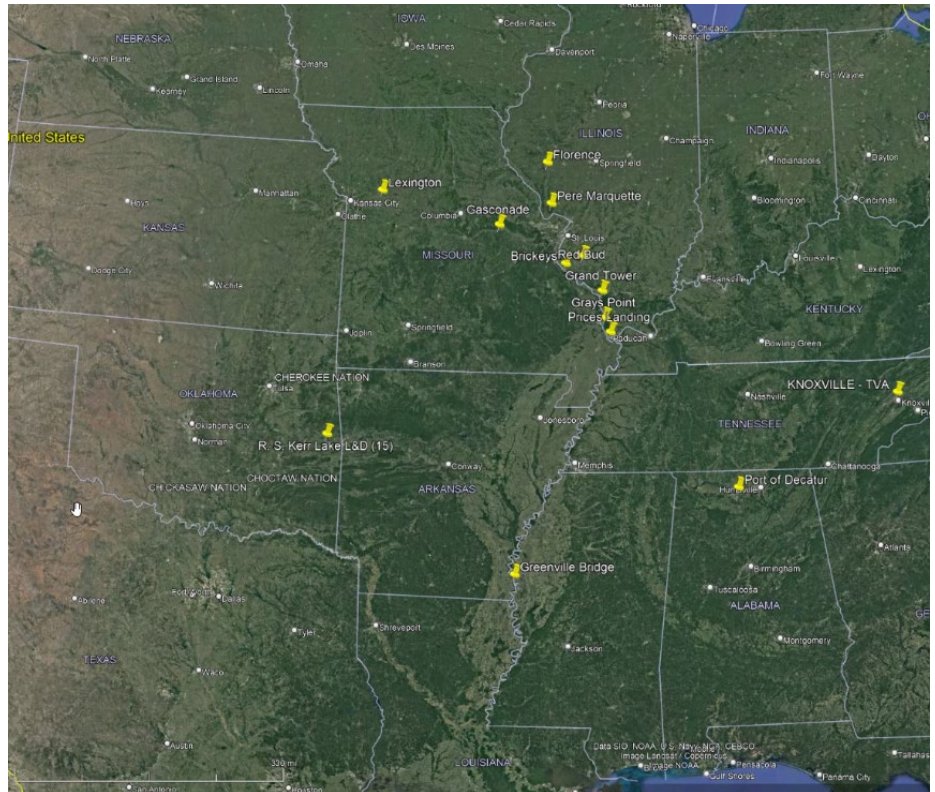 IOWA
Cedar Rapids
Chicago
Naperville
NEBRASKA
Des Moines
Davenport
North Platte
Omaha
Fort Wayne
Grand Island
Kearney
Lincoln
Peoria
United States
ILLINOIS
INDIANA
Champaign
Florence
Springfield
Indianapolis
Dayton
Lexington
Manhattan
Pere Marquette
Hays
Kansas City
Bloomington
Cincinnati
Olathe
Columbia
Gasconade
KANSAS
St. Louis
MISSOURI
Brickeys
Red Bud
Louisville
Dodge City
Lexington
Grand Tower
Evansville
Wichita
Grays Point
KENTUCKY
Prices Landing
Joplin
Springfield
Paducah
Bowling Green
Branson
CHEROKEE NATION
KNOXVILLE - TVA
Tulsa
OKLAHOMA
Nashville
Knoxville
Jonesboro
Oklahoma City
TENNESSEE
Norman
R. S. Kerr Lake L&D (15)
Conway
Memphis
Chattanooga
CHOCTAW NATION
CHICKASAW NATION
ARKANSAS
Port of Decatur
Huntsville
Atlanta
Greenville Bridge
Birmingham
Tuscaloosa
Fort Worth
Dallas
Abilene
ALABAMA
Tyler
Shreveport
Jackson
Montgomery
TEXAS
Waco
Austin
Data SIO, NOAA, U.S. Navy, NGA, GEBCO
Image Landsat / Copernicus
Image NOAA
LOUISIANA
330 mi
Pensacola
Gulf Shores
Panama City
San Antonio
Houston